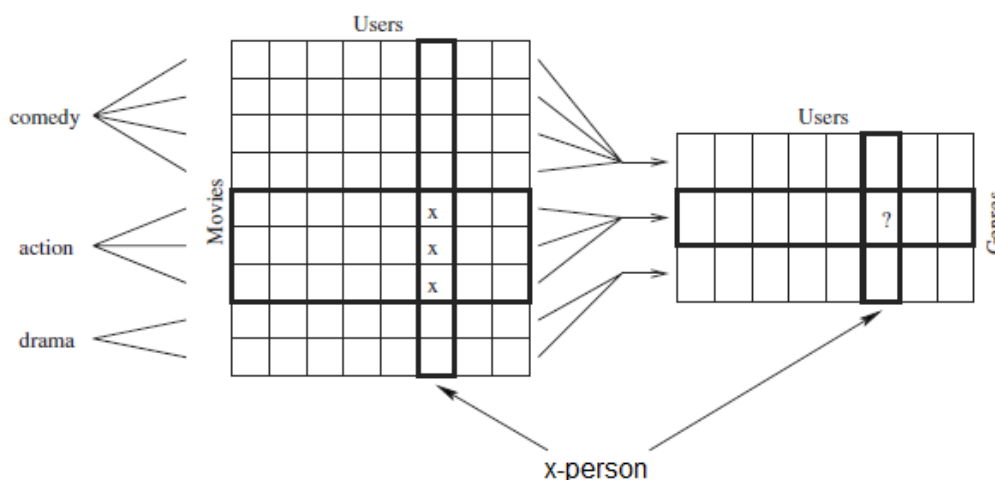 Users
comedy
Movies
action
drama
x
x
x
Users
?
x-person